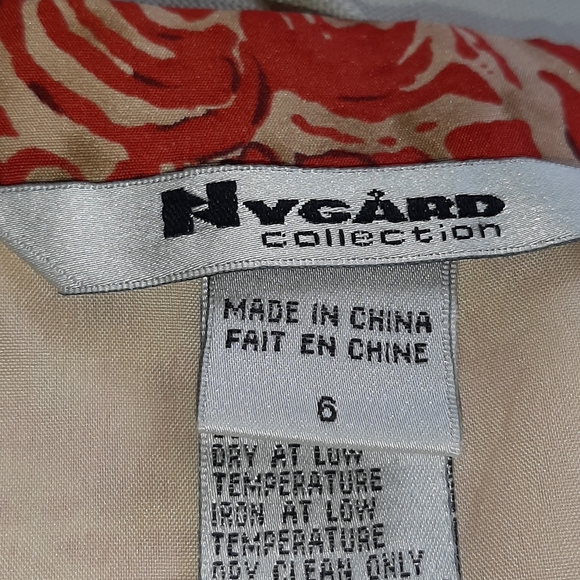 NYGÅRD
collection
MADE IN CHINA
FAIT EN CHINE
6
DRY AT LOW
TEMPERATURE
IRON AT LOW
TEMPERATURE
DRY CLEAN ONLY